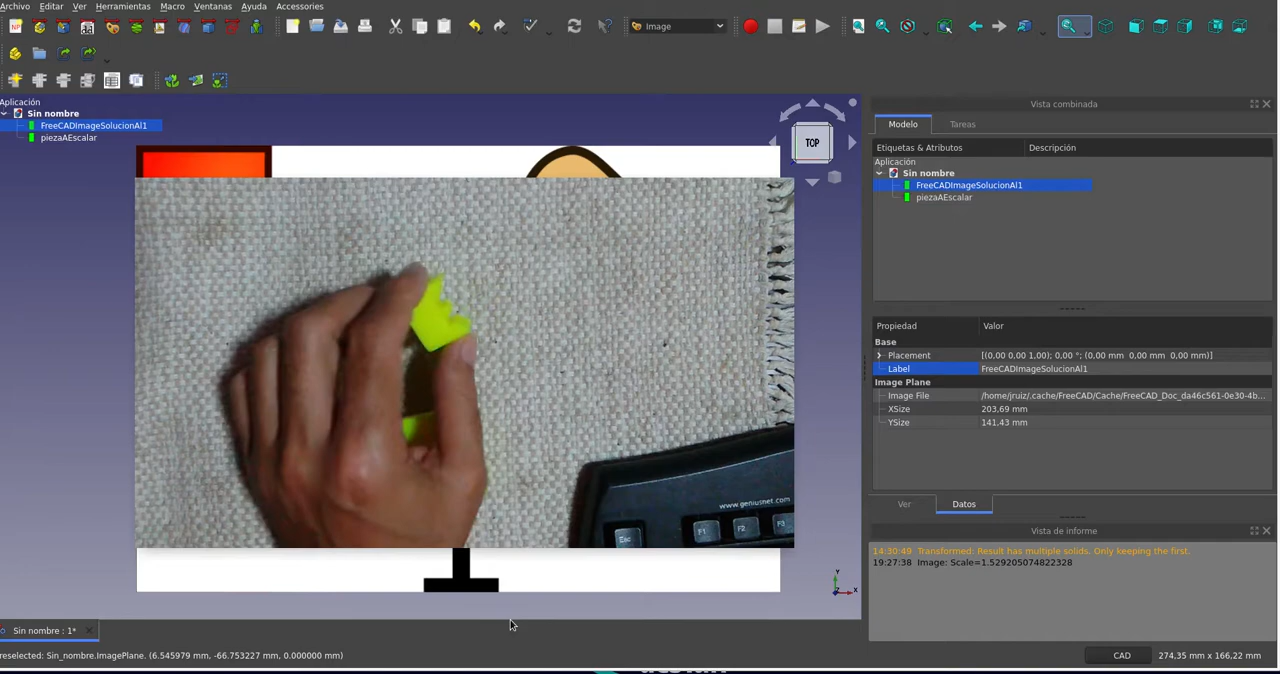 Archivo Editar Ver Herramientas Macro Ventanas Ayuda Accessories
Image
Aplicación
Sin nombre
FreeCADImageSolucionAl1
piezaAEscalar
TOP
www.geniusnet.com
Esc F1 F2 F3
Y
Z X
Sin nombre : 1*
reselected: Sin_nombre.ImagePlane. (6.545979 mm, -66.753227 mm, 0.000000 mm)
Vista combinada
Modelo Tareas
Etiquetas & Atributos Descripción
Aplicación
Sin nombre
FreeCADImageSolucionAl1
piezaAEscalar
Propiedad Valor
Base
Placement [(0,00 0,00 1,00); 0,00 °; (0,00 mm 0,00 mm 0,00 mm)]
Label FreeCADImageSolucionAl1
Image Plane
Image File /home/jruiz/.cache/FreeCAD/Cache/FreeCAD_Doc_da46c561-0e30-4b...
XSize 203,69 mm
YSize 141,43 mm
Ver Datos
Vista de informe
14:30:49 Transformed: Result has multiple solids. Only keeping the first.
19:27:38 Image: Scale=1.529205074822328
CAD 274,35 mm x 166,22 mm